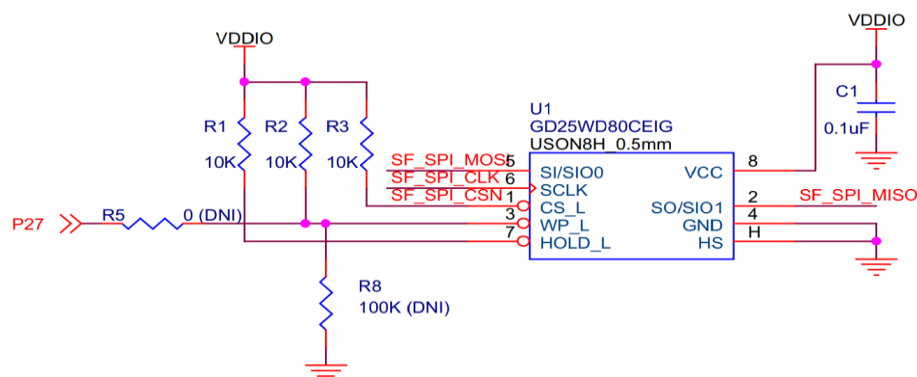 VDDIO
VDDIO
U1
GD25WD80CEIG
USON8H_0.5mm
C1
0.1uF
R1
R2
R3
10K
10K
10K
SF_SPI_MOSI
5
SI/SIO0
VCC
8
SF_SPI_CLK
6
SCLK
SF_SPI_CSN
1
CS_L
SO/SIO1
2
SF_SPI_MISO
3
WP_L
GND
4
7
HOLD_L
HS
H
P27
R5
0 (DNI)
R8
100K (DNI)